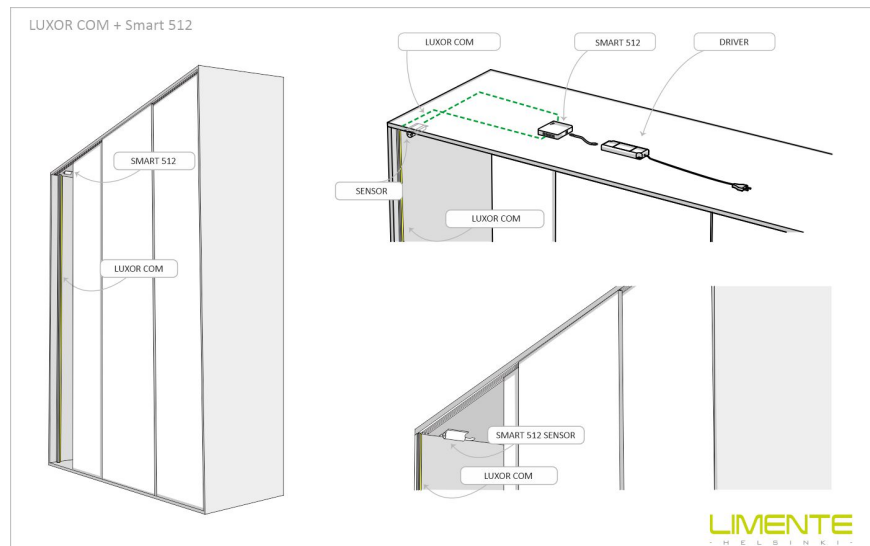 LUXOR COM + Smart 512
SMART 512
LUXOR COM
LUXOR COM
SMART 512
DRIVER
SENSOR
LUXOR COM
SMART 512 SENSOR
LUXOR COM
LIMENTE
- HELSINKI -